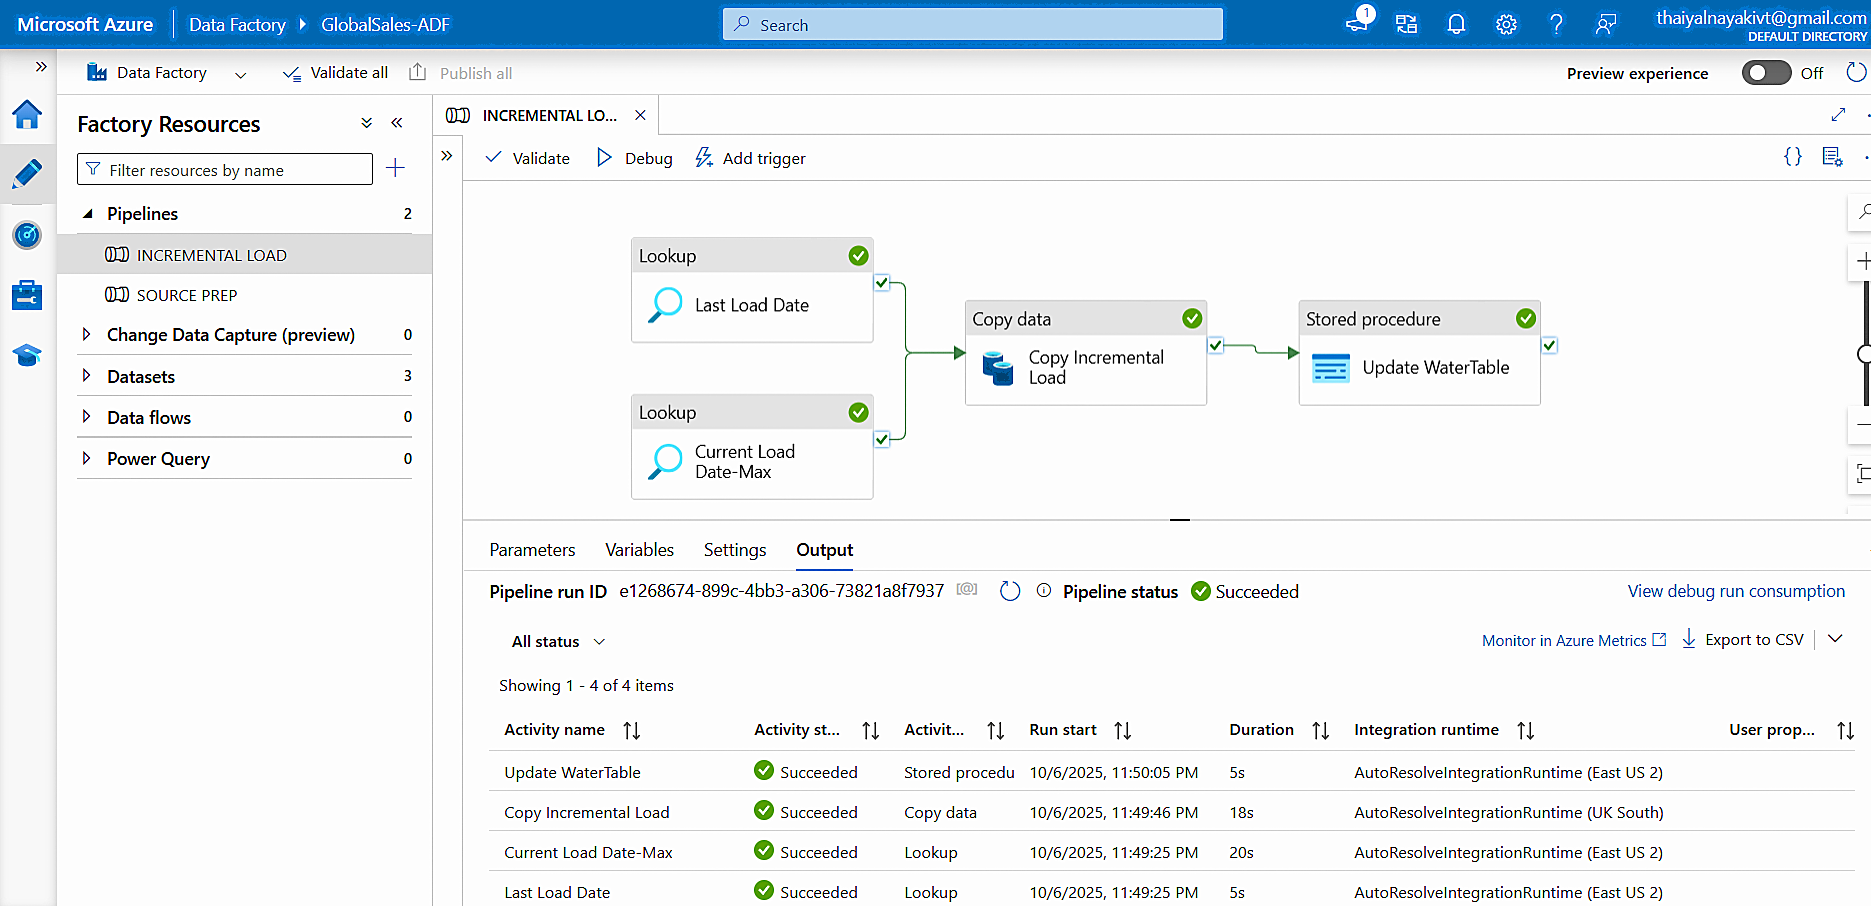 Microsoft Azure Data Factory GlobalSales-ADF Search 1 thaiyalnayakivt@gmail.com
DEFAULT DIRECTORY
Data Factory Validate all Publish all Preview experience Off
Factory Resources
INCREMENTAL LO...
Filter resources by name
Validate Debug Add trigger
Pipelines 2
INCREMENTAL LOAD
SOURCE PREP
Change Data Capture (preview) 0
Datasets 3
Data flows 0
Power Query 0
Lookup
Last Load Date
Lookup
Current Load
Date-Max
Copy data
Copy Incremental
Load
Stored procedure
Update WaterTable
Parameters Variables Settings Output
Pipeline run ID e1268674-899c-4bb3-a306-73821a8f7937 Pipeline status Succeeded View debug run consumption
All status Monitor in Azure Metrics Export to CSV
Showing 1 - 4 of 4 items
Activity name Activity st... Activit... Run start Duration Integration runtime User prop...
Update WaterTable Succeeded Stored procedu 10/6/2025, 11:50:05 PM 5s AutoResolveIntegrationRuntime (East US 2)
Copy Incremental Load Succeeded Copy data 10/6/2025, 11:49:46 PM 18s AutoResolveIntegrationRuntime (UK South)
Current Load Date-Max Succeeded Lookup 10/6/2025, 11:49:25 PM 20s AutoResolveIntegrationRuntime (East US 2)
Last Load Date Succeeded Lookup 10/6/2025, 11:49:25 PM 5s AutoResolveIntegrationRuntime (East US 2)